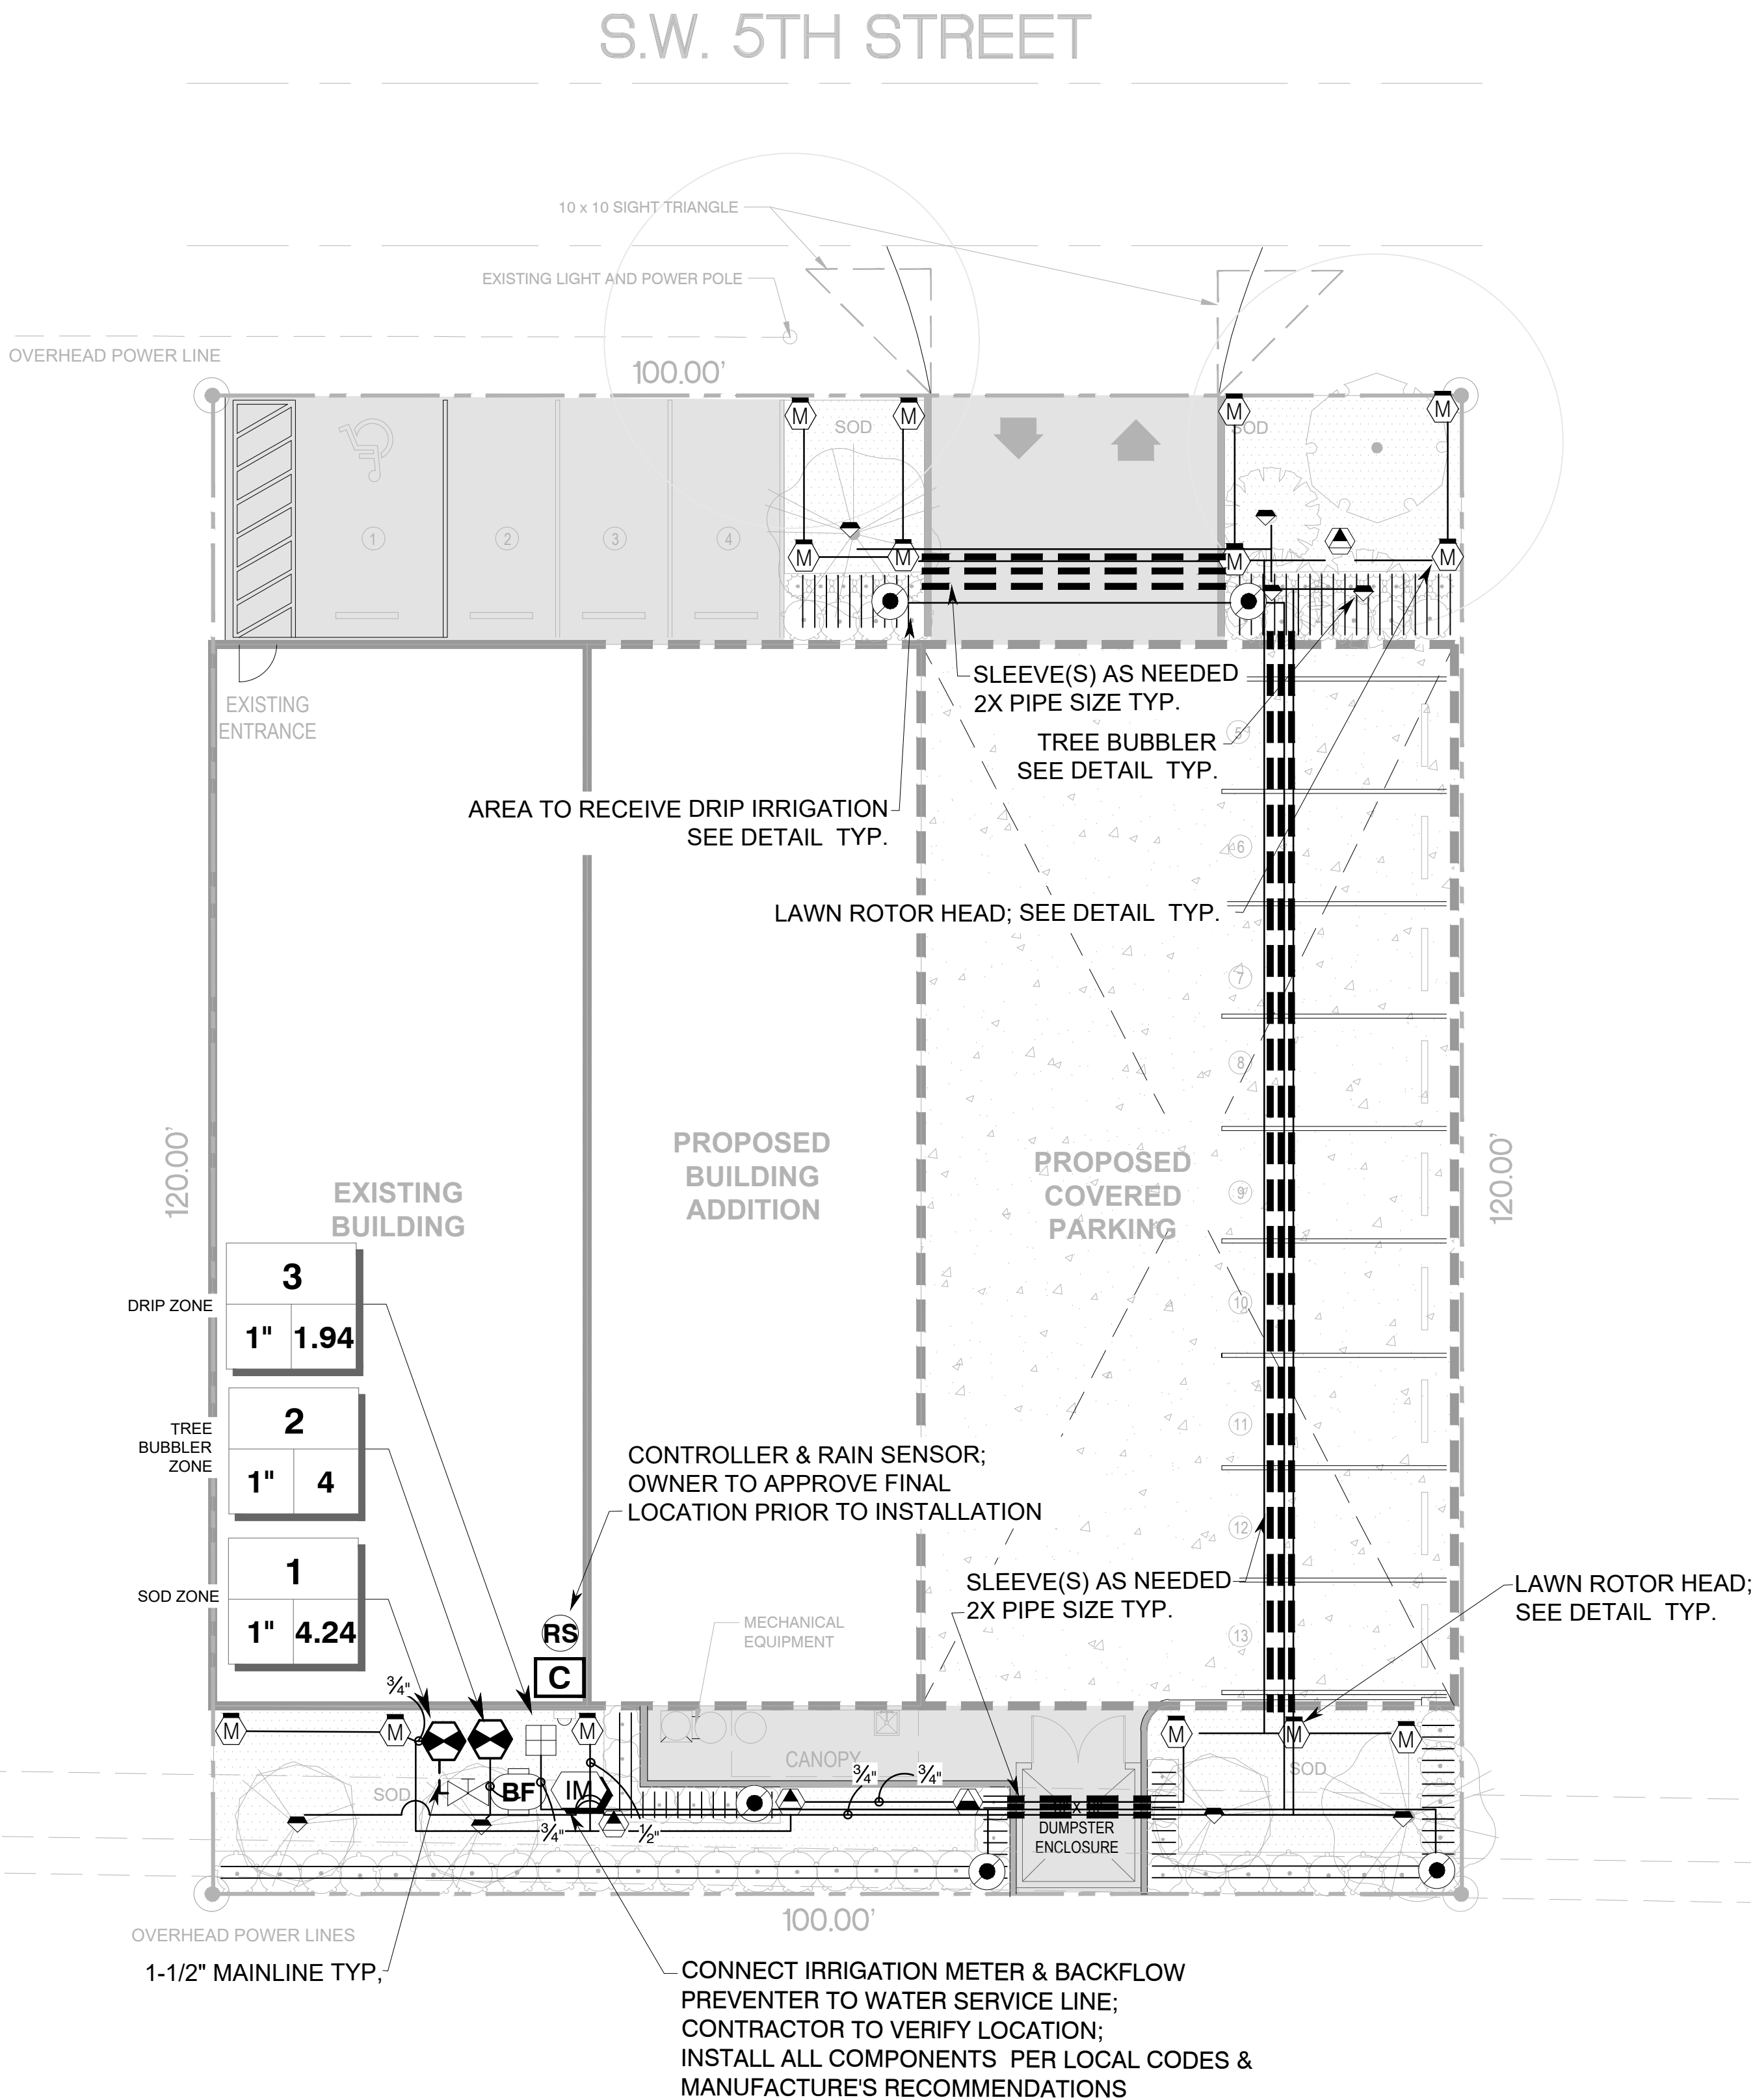 S.W. 5TH STREET
10 x 10 SIGHT TRIANGLE
EXISTING LIGHT AND POWER POLE
OVERHEAD POWER LINE
100.00'
M
M
SOD
M
SOD
M
1
2
3
4
M
M
M
M
EXISTING
ENTRANCE
SLEEVE(S) AS NEEDED
2X PIPE SIZE TYP.
5
TREE BUBBLER
SEE DETAIL TYP.
AREA TO RECEIVE DRIP IRRIGATION
SEE DETAIL TYP.
6
LAWN ROTOR HEAD; SEE DETAIL TYP.
7
8
120.00'
EXISTING
BUILDING
PROPOSED
BUILDING
ADDITION
PROPOSED
COVERED
PARKING
9
120.00'
3
DRIP ZONE
1" 1.94
10
2
TREE
BUBBLER
ZONE
1" 4
11
CONTROLLER & RAIN SENSOR;
OWNER TO APPROVE FINAL
LOCATION PRIOR TO INSTALLATION
12
1
SOD ZONE
1" 4.24
SLEEVE(S) AS NEEDED
2X PIPE SIZE TYP.
LAWN ROTOR HEAD;
SEE DETAIL TYP.
RS
MECHANICAL
EQUIPMENT
13
C
3/4"
M
M
M
M
M
M
CANOPY
SOD
SOD
BF
IM
3/4"
3/4"
3/4"
1/2"
DUMPSTER
ENCLOSURE
100.00'
OVERHEAD POWER LINES
1-1/2" MAINLINE TYP,
CONNECT IRRIGATION METER & BACKFLOW
PREVENTER TO WATER SERVICE LINE;
CONTRACTOR TO VERIFY LOCATION;
INSTALL ALL COMPONENTS PER LOCAL CODES &
MANUFACTURE'S RECOMMENDATIONS